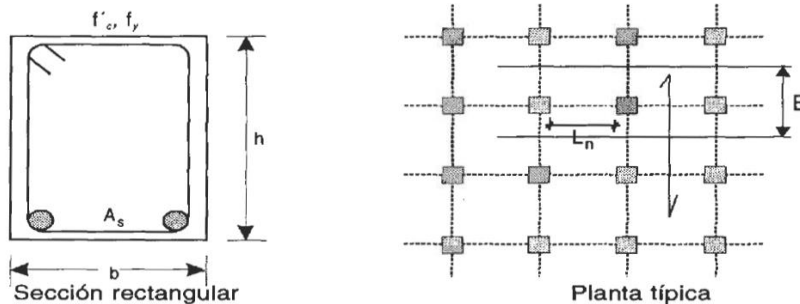 f´c, fy
h
As
b
Sección rectangular
Ln
B
Planta típica